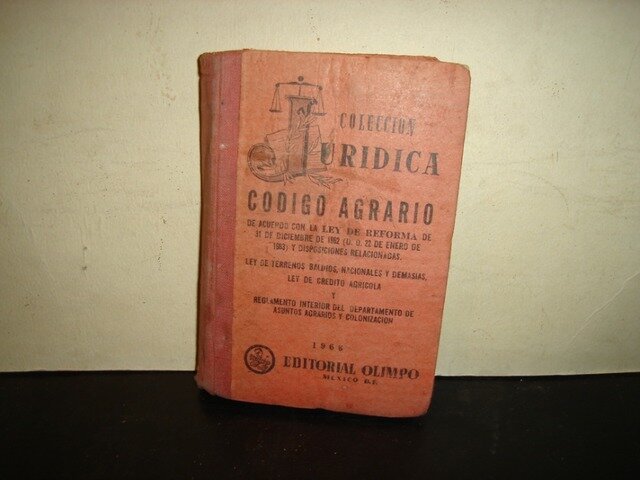 COLECCION
JURIDICA
CODIGO AGRARIO
DE ACUERDO CON LA LEY DE REFORMA DE
31 DE DICIEMBRE DE 1962 (D. O. 22 DE ENERO DE
1963) Y DISPOSICIONES RELACIONADAS.
LEY DE TERRENOS BALDIOS, NACIONALES Y DEMASIAS,
LEY DE CREDITO AGRICOLA
Y
REGLAMENTO INTERIOR DEL DEPARTAMENTO DE
ASUNTOS AGRARIOS Y COLONIZACION
1966
EDITORIAL OLIMPO
MEXICO D.F.